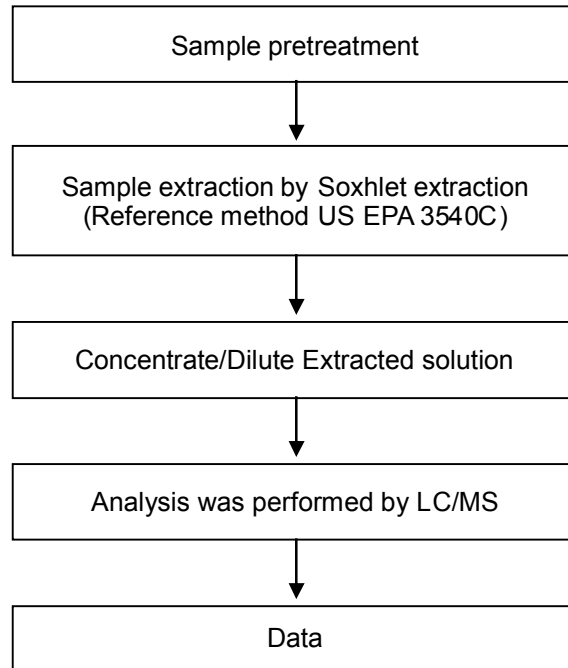 Sample pretreatment
Sample extraction by Soxhlet extraction
(Reference method US EPA 3540C)
Concentrate/Dilute Extracted solution
Analysis was performed by LC/MS
Data